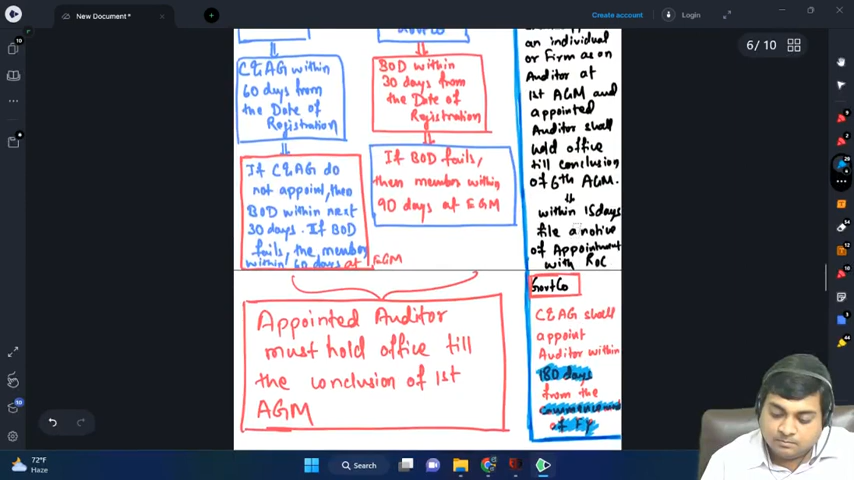 New Document*
Create account
Login
6/10
C&AG within
60 days from
the Date of
Registration
If C&AG do
not appoint, then
BOD within next
30 days. If BOD
fails, the member
within 60 days at EGM
BOD within
30 days from
the Date of
Registration
If BOD fails,
then member within
90 days at EGM
Appointed Auditor
must hold office till
the conclusion of 1st
AGM
an individual
or Firm as an
Auditor at
1st AGM and
appointed
Auditor shall
hold office
till conclusion
of 6th AGM.
within 15 days
file a notice
of Appointment
with RoC
Govt Co
C&AG shall
appoint
Auditor within
180 days
from the
of FY
72°F
Haze
Search